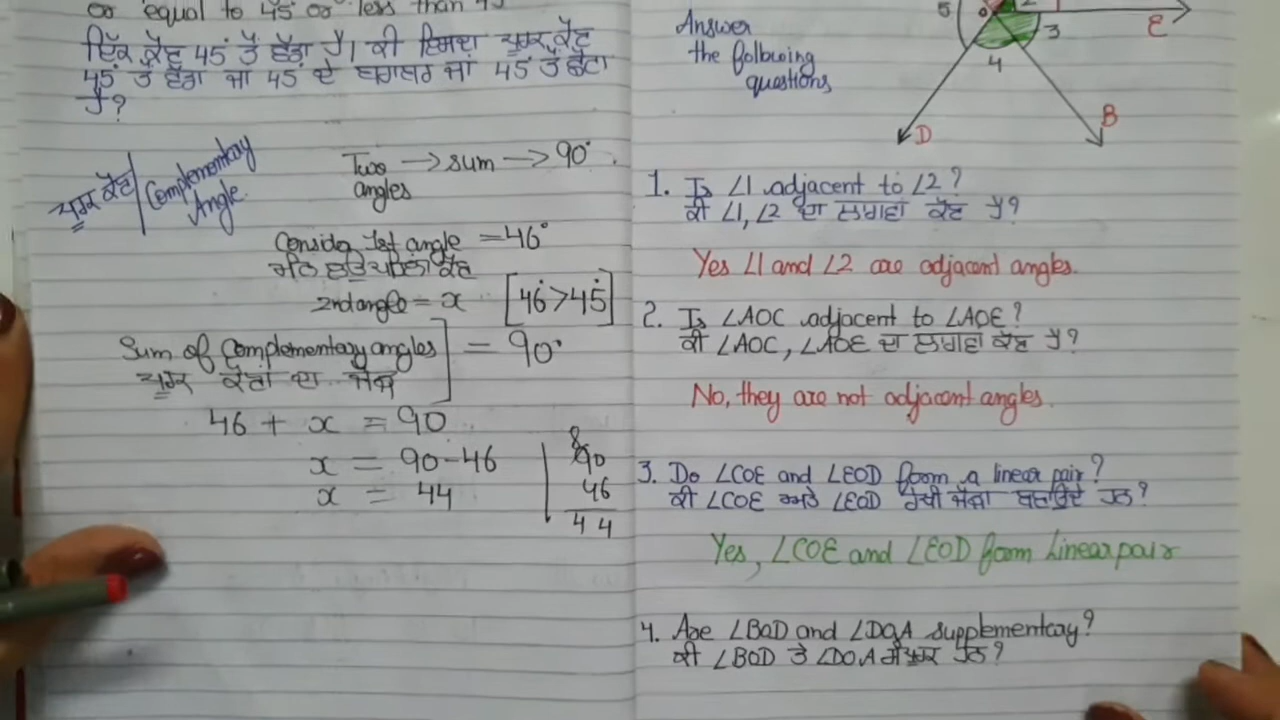 or equal to 45° or less than 45
ਇੱਕ ਕੋਣ 45° ਤੋਂ ਵੱਡਾ ਹੈ। ਕੀ ਇਸਦਾ ਪੂਰਕ ਕੋਣ
45° ਤੋਂ ਵੱਡਾ ਜਾਂ 45° ਦੇ ਬਰਾਬਰ ਜਾਂ 45° ਤੋਂ ਛੋਟਾ
ਹੈ?
ਪੂਰਕ ਕੋਣ / Complementary Angle
Two angles → sum → 90°.
Consider 1st angle = 46°
ਪਹਿਲਾ ਕੋਣ
2nd angle = x [46° > 45°]
Sum of Complementary angles ] = 90°
ਪੂਰਕ ਕੋਣਾਂ ਦਾ ਜੋੜ
46 + x = 90
x = 90 - 46
x = 44
8
90
46
44
Answer
the following
questions
5
2
3
4
E
D
B
1. Is ∠1 adjacent to ∠2?
ਕੀ ∠1, ∠2 ਦਾ ਲਾਗਵਾਂ ਕੋਣ ਹੈ?
Yes ∠1 and ∠2 are adjacent angles.
2. Is ∠AOC adjacent to ∠AOE?
ਕੀ ∠AOC, ∠AOE ਦਾ ਲਾਗਵਾਂ ਕੋਣ ਹੈ?
No, they are not adjacent angles.
3. Do ∠COE and ∠EOD form a linear pair?
ਕੀ ∠COE ਅਤੇ ∠EOD ਰੇਖੀ ਜੋੜਾ ਬਣਾਉਂਦੇ ਹਨ?
Yes, ∠COE and ∠EOD form Linear pair
4. Are ∠BOD and ∠DOA supplementary?
ਕੀ ∠BOD ਤੇ ∠DOA ਸੰਪੂਰਕ ਹਨ?